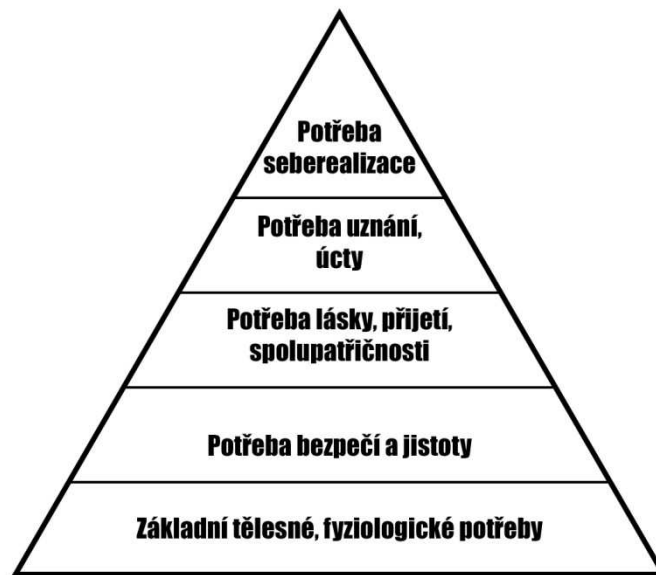 Potřeba
seberealizace
Potřeba uznání,
úcty
Potřeba lásky, přijetí,
spolupatřičnosti
Potřeba bezpečí a jistoty
Základní tělesné, fyziologické potřeby